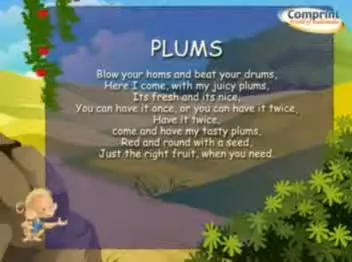 Comprint
PLUMS
Blow your horns and beat your drums,
Here I come, with my juicy plums,
Its fresh and its nice,
You can have it once, or you can have it twice,
Have it twice,
come and have my tasty plums,
Red and round with a seed,
Just the right fruit, when you need.